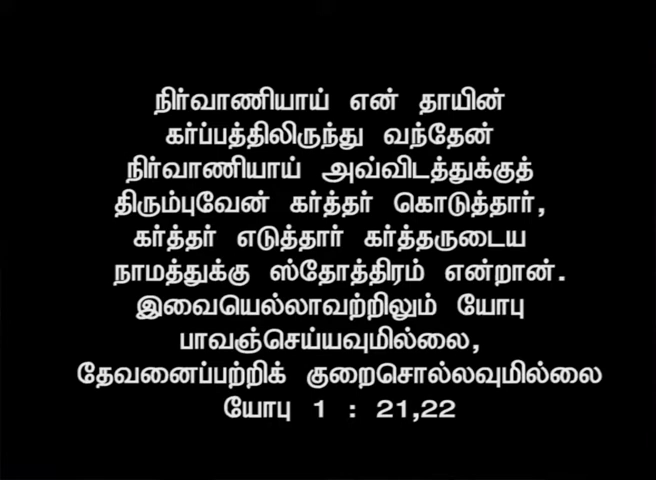 நிர்வாணியாய் என் தாயின்
கர்ப்பத்திலிருந்து வந்தேன்
நிர்வாணியாய் அவ்விடத்துக்குத்
திரும்புவேன் கர்த்தர் கொடுத்தார்,
கர்த்தர் எடுத்தார் கர்த்தருடைய
நாமத்துக்கு ஸ்தோத்திரம் என்றான்.
இவையெல்லாவற்றிலும் யோபு
பாவஞ்செய்யவுமில்லை,
தேவனைப்பற்றிக் குறைசொல்லவுமில்லை
யோபு 1 : 21,22